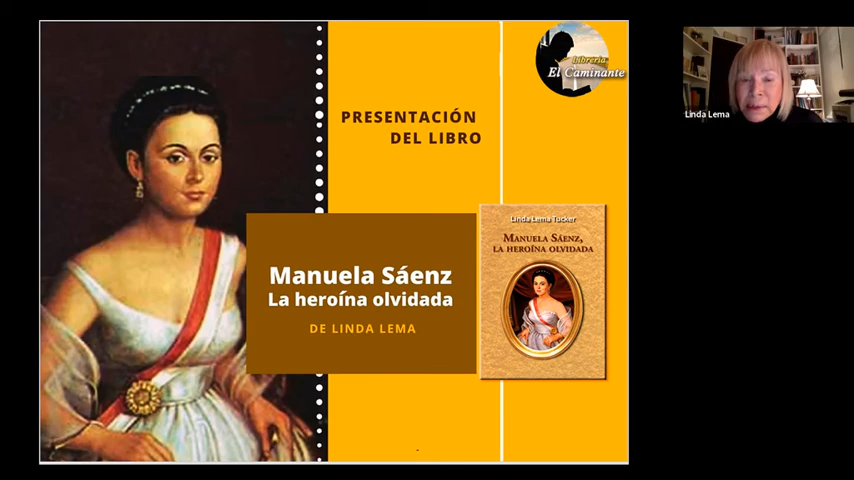 PRESENTACIÓN
DEL LIBRO
Librería
El Caminante
Manuela Sáenz
La heroína olvidada
DE LINDA LEMA
Linda Lema Tucker
MANUELA SÁENZ,
LA HEROÍNA OLVIDADA
Linda Lema